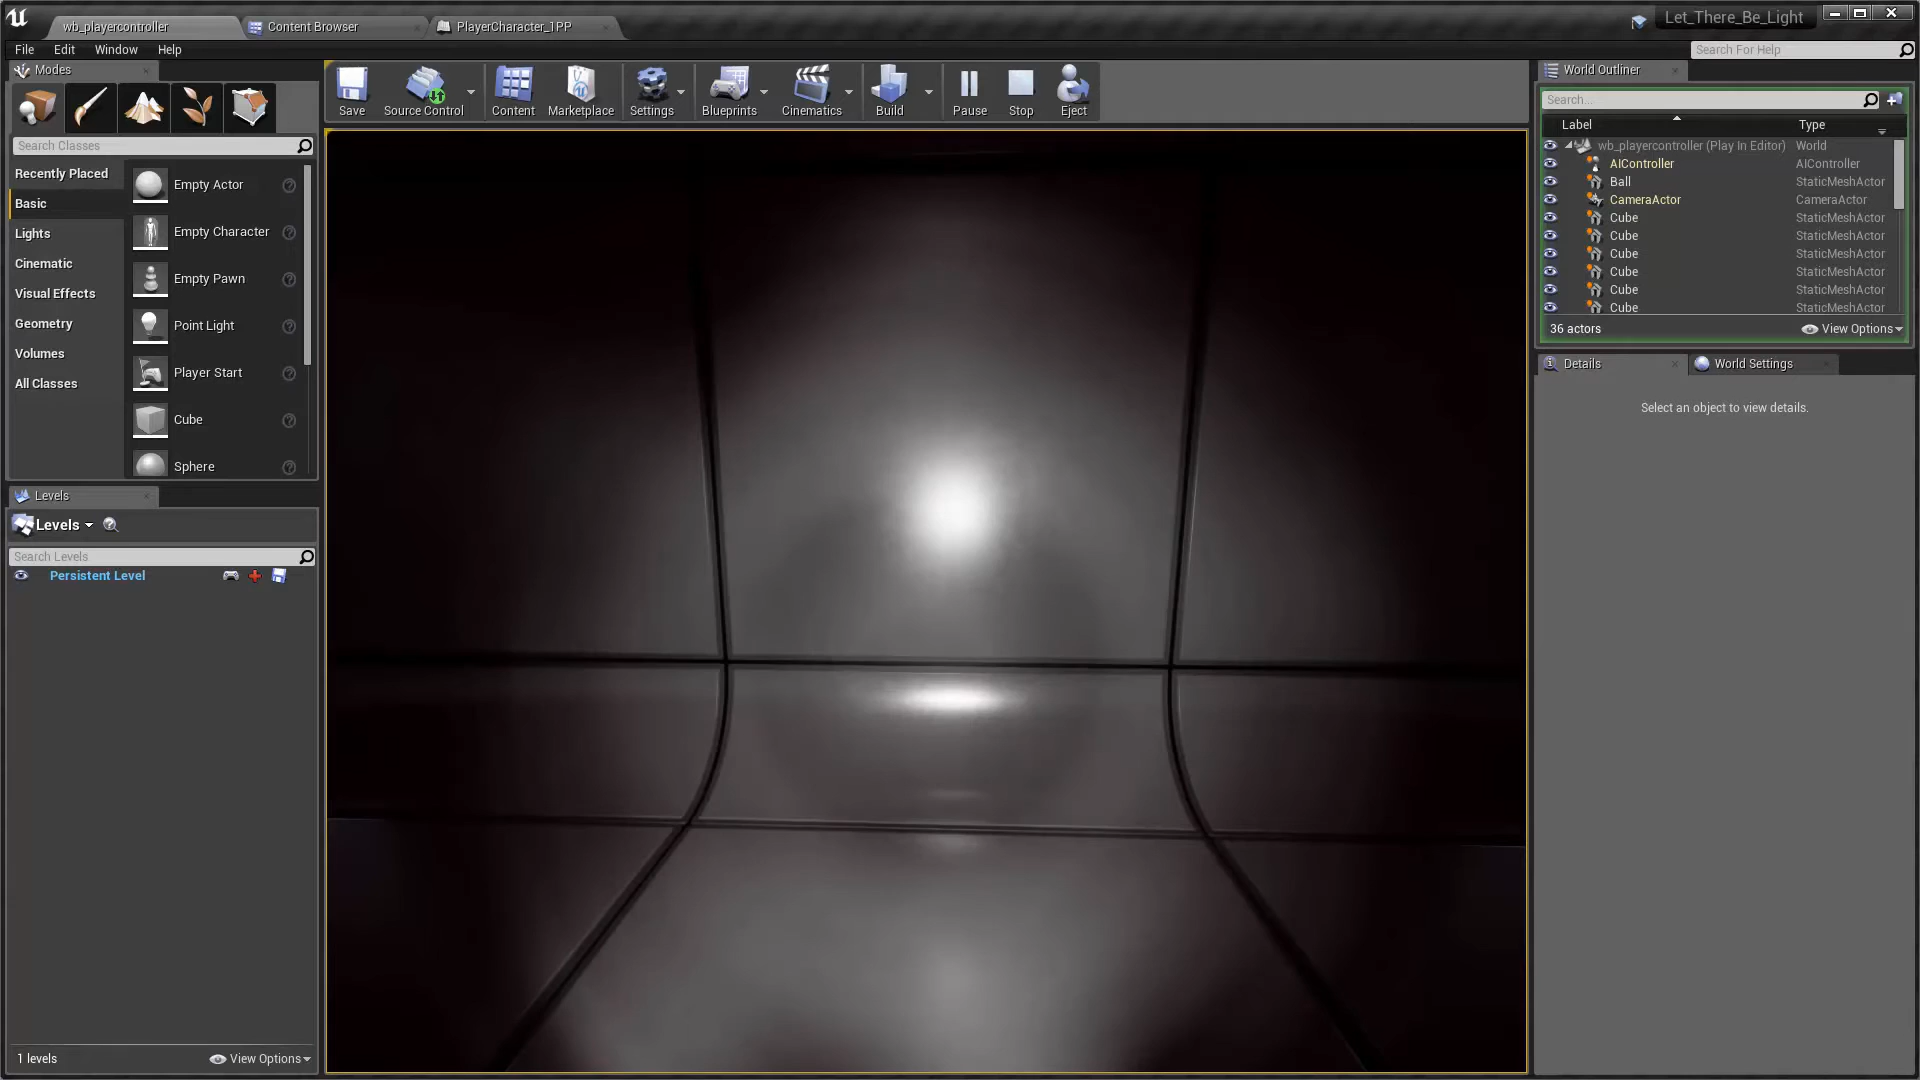 wb_playercontroller
Content Browser
PlayerCharacter_1PP
Let_There_Be_Light
File Edit Window Help
Search For Help
Modes
Save
Source Control
Content
Marketplace
Settings
Blueprints
Cinematics
Build
Pause
Stop
Eject
Search Classes
Recently Placed
Basic
Lights
Cinematic
Visual Effects
Geometry
Volumes
All Classes
Empty Actor
Empty Character
Empty Pawn
Point Light
Player Start
Cube
Sphere
Levels
Levels
Search Levels
Persistent Level
1 levels
View Options
World Outliner
Search...
Label Type
wb_playercontroller (Play In Editor) World
AIController AIController
Ball StaticMeshActor
CameraActor CameraActor
Cube StaticMeshActor
Cube StaticMeshActor
Cube StaticMeshActor
Cube StaticMeshActor
Cube StaticMeshActor
Cube StaticMeshActor
36 actors
View Options
Details
World Settings
Select an object to view details.